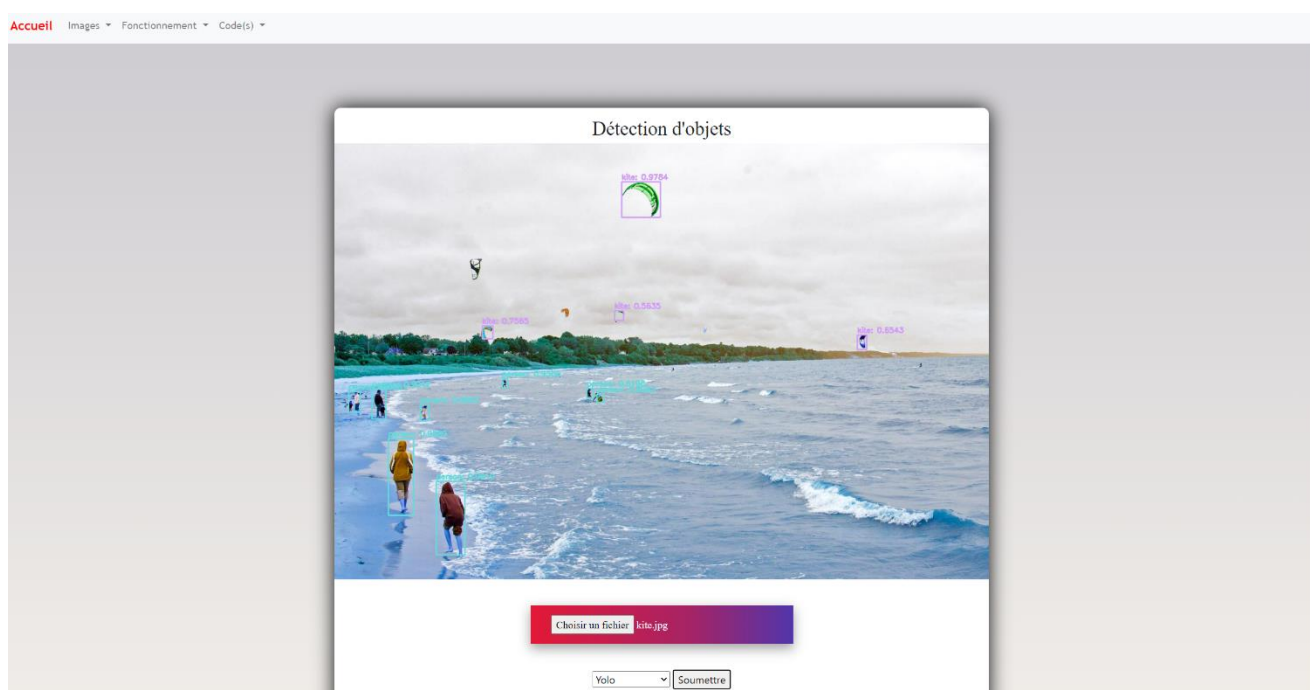 Accueil Images Fonctionnement Code(s)
Détection d'objets
kite: 0.9784
kite: 0.5635
kite: 0.7585
kite: 0.8543
Choisir un fichier kite.jpg
Yolo Soumettre